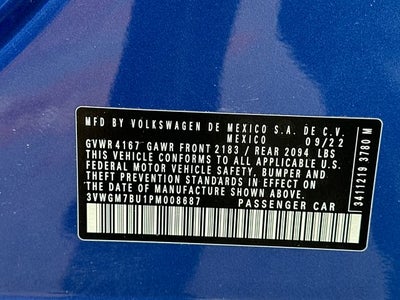 MFD BY VOLKSWAGEN DE MEXICO S.A. DE C.V.
MEXICO 09/22
GVWR 4167 GAWR FRONT 2183 / REAR 2094 LBS
THIS VEHICLE CONFORMS TO ALL APPLICABLE U.S.
FEDERAL MOTOR VEHICLE SAFETY, BUMPER AND
THEFT PREVENTION STANDARDS IN EFFECT ON
THE DATE OF MANUFACTURE SHOWN ABOVE.
3VWGM7BU1PM008687 PASSENGER CAR
3411219 3780 M